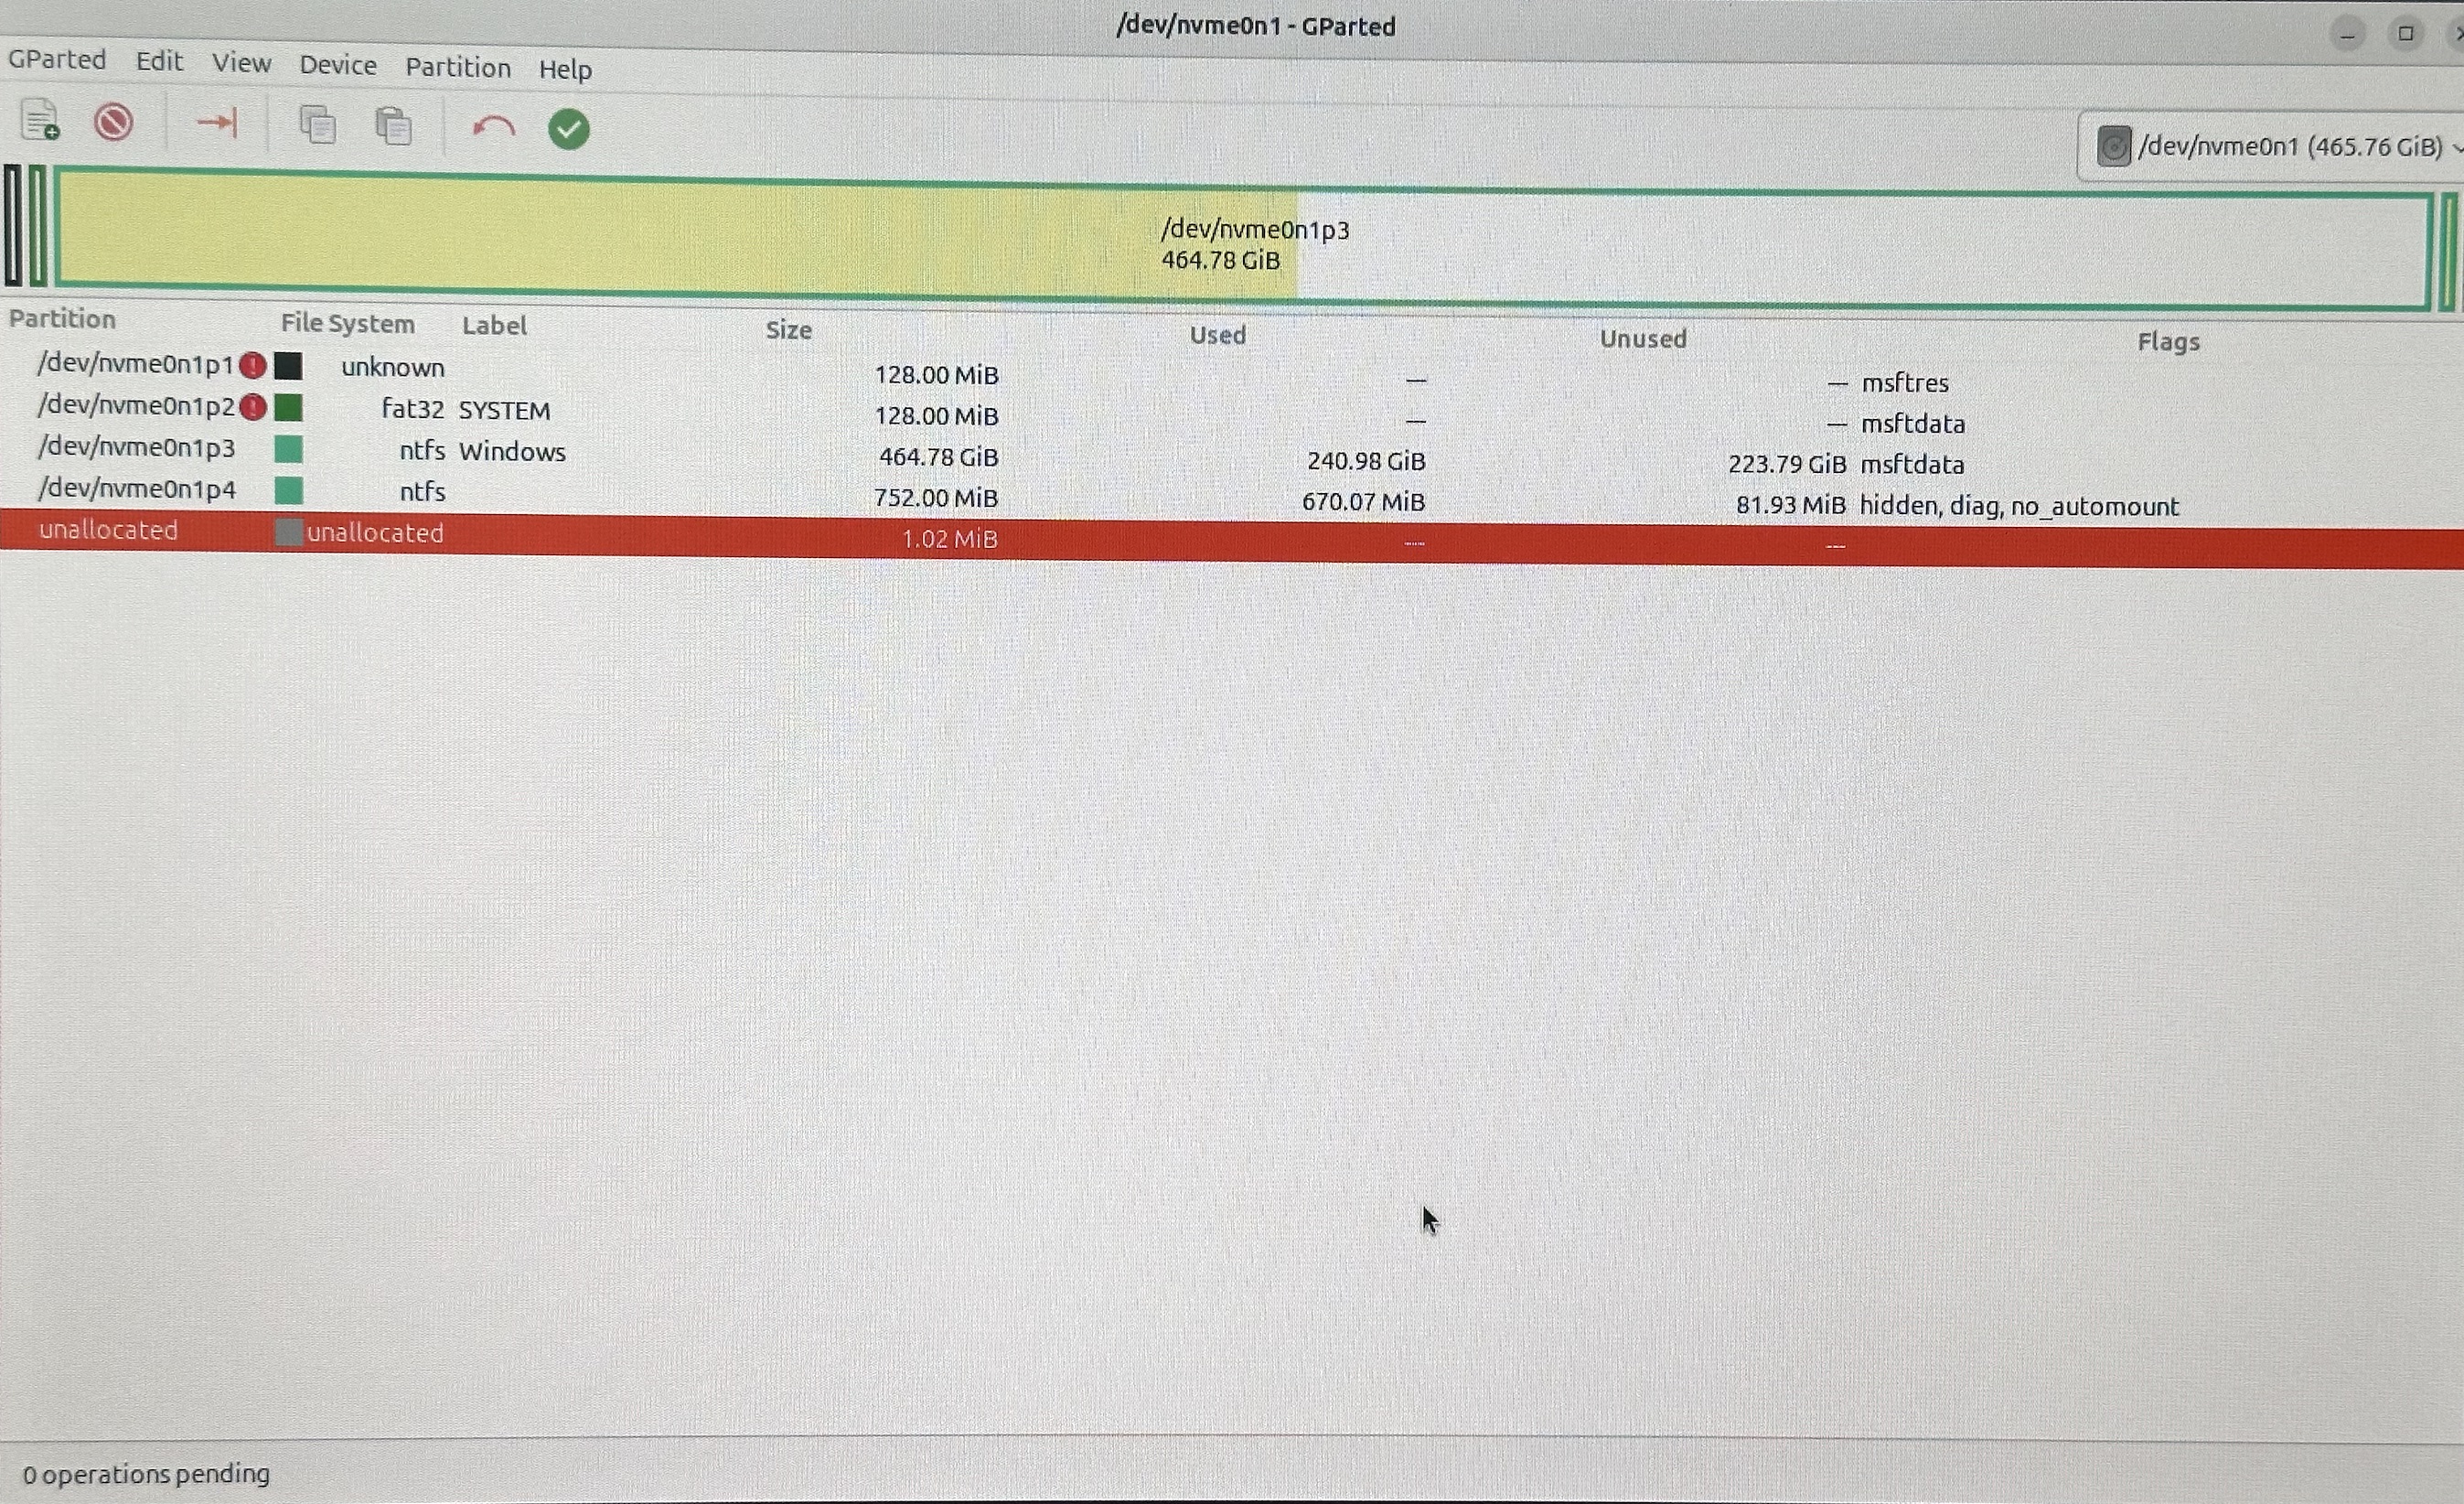 /dev/nvme0n1 - GParted
GParted Edit View Device Partition Help
/dev/nvme0n1 (465.76 GiB)
/dev/nvme0n1p3
464.78 GiB
Partition File System Label Size Used Unused Flags
/dev/nvme0n1p1 unknown 128.00 MiB — — msftres
/dev/nvme0n1p2 fat32 SYSTEM 128.00 MiB — — msftdata
/dev/nvme0n1p3 ntfs Windows 464.78 GiB 240.98 GiB 223.79 GiB msftdata
/dev/nvme0n1p4 ntfs 752.00 MiB 670.07 MiB 81.93 MiB hidden, diag, no_automount
unallocated unallocated 1.02 MiB — —
0 operations pending